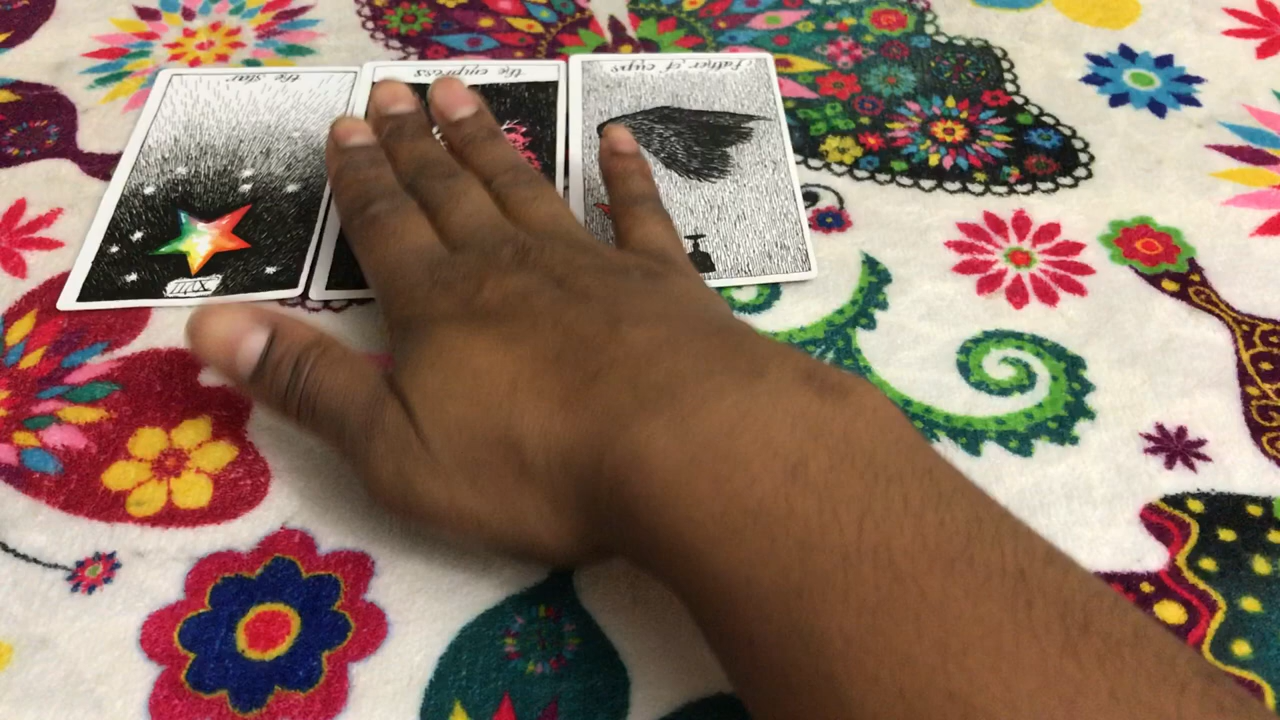 the star
the empress
father of cups
XVII